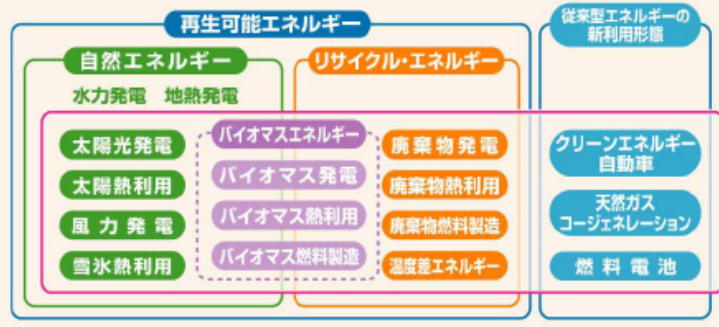 再生可能エネルギー
従来型エネルギーの
新利用形態
自然エネルギー
リサイクル・エネルギー
水力発電 地熱発電
太陽光発電
太陽熱利用
風力発電
雪氷熱利用
バイオマスエネルギー
バイオマス発電
バイオマス熱利用
バイオマス燃料製造
廃棄物発電
廃棄物熱利用
廃棄物燃料製造
温度差エネルギー
クリーンエネルギー
自動車
天然ガス
コージェネレーション
燃料電池